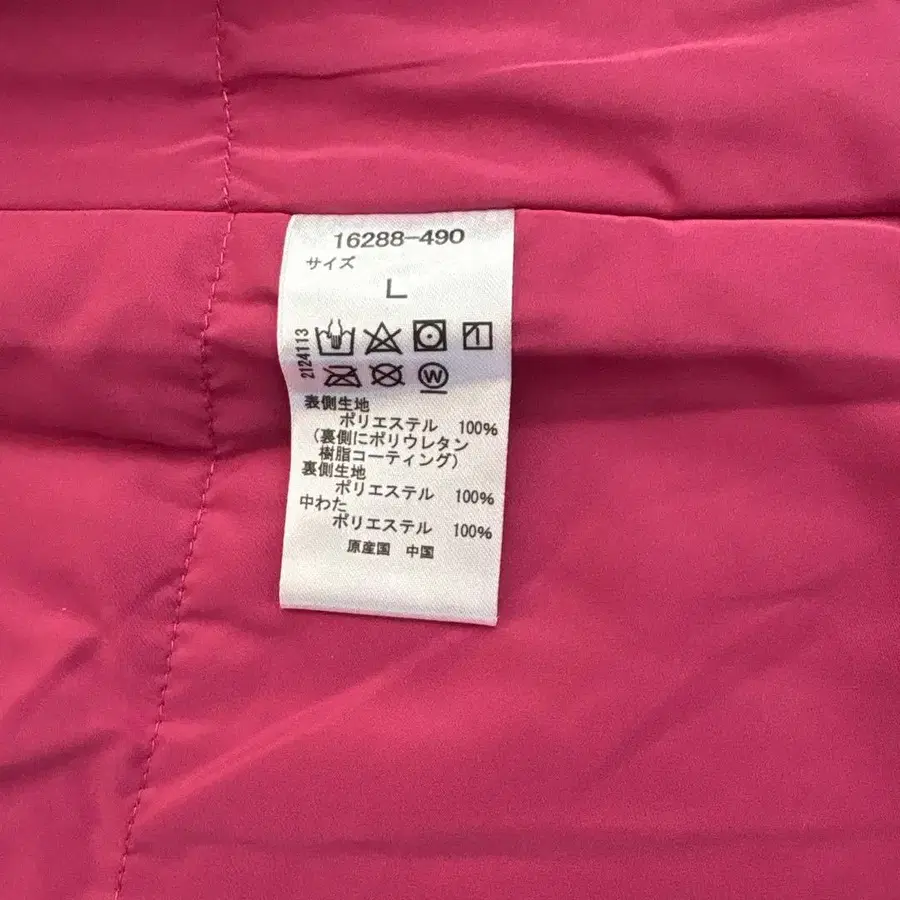 16288-490
サイズ
L
2124113
W
表側生地
ポリエステル 100%
(裏側にポリウレタン
樹脂コーティング)
裏側生地
ポリエステル 100%
中わた
ポリエステル 100%
原産国 中国